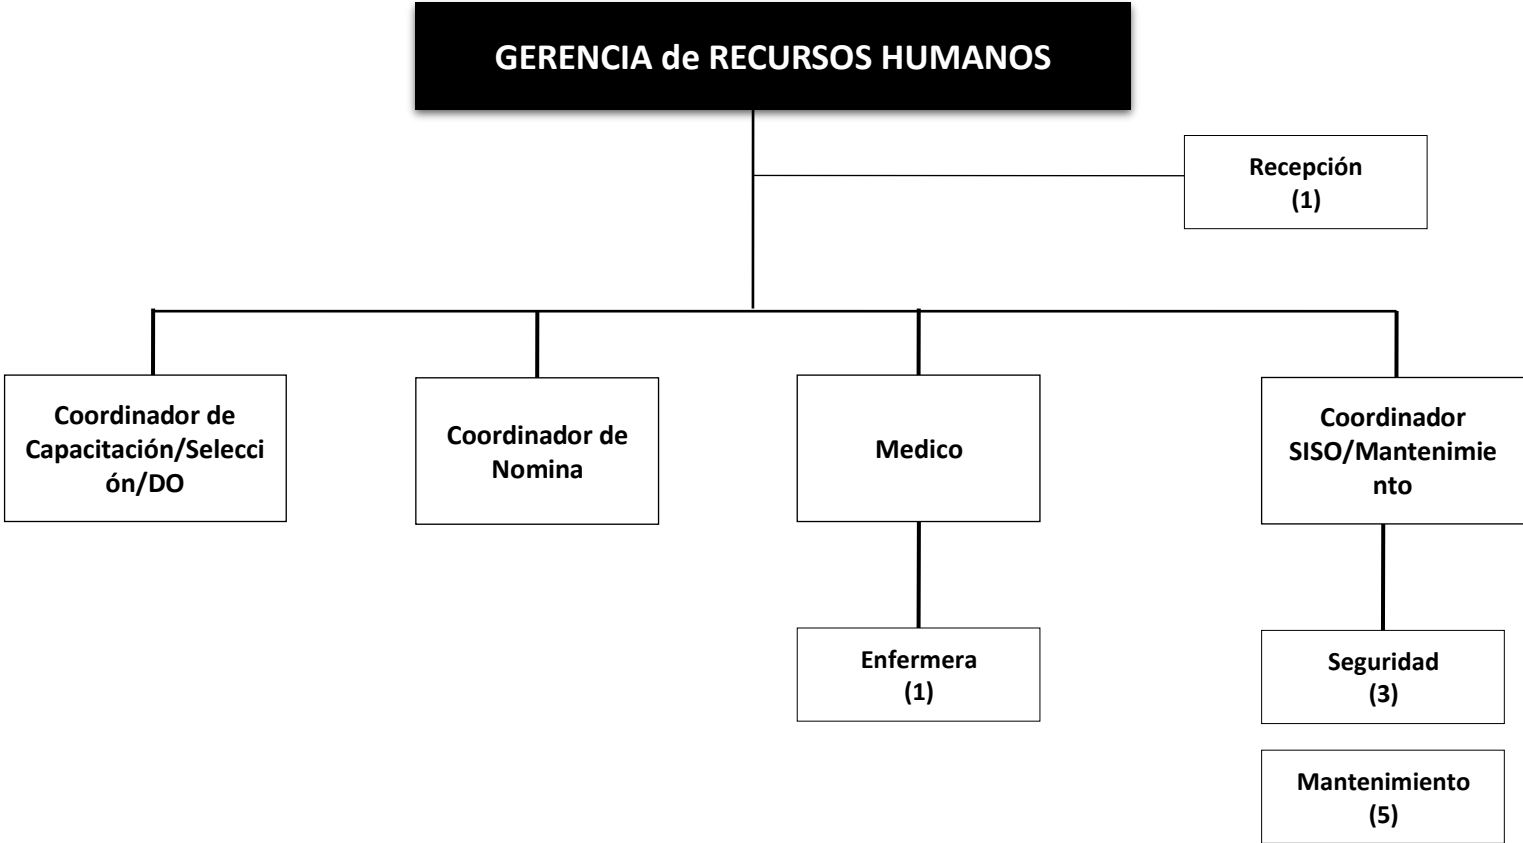 GERENCIA de RECURSOS HUMANOS
Recepción
(1)
Coordinador de
Capacitación/Selecci
ón/DO
Coordinador de
Nomina
Medico
Coordinador
SISO/Mantenimie
nto
Enfermera
(1)
Seguridad
(3)
Mantenimiento
(5)